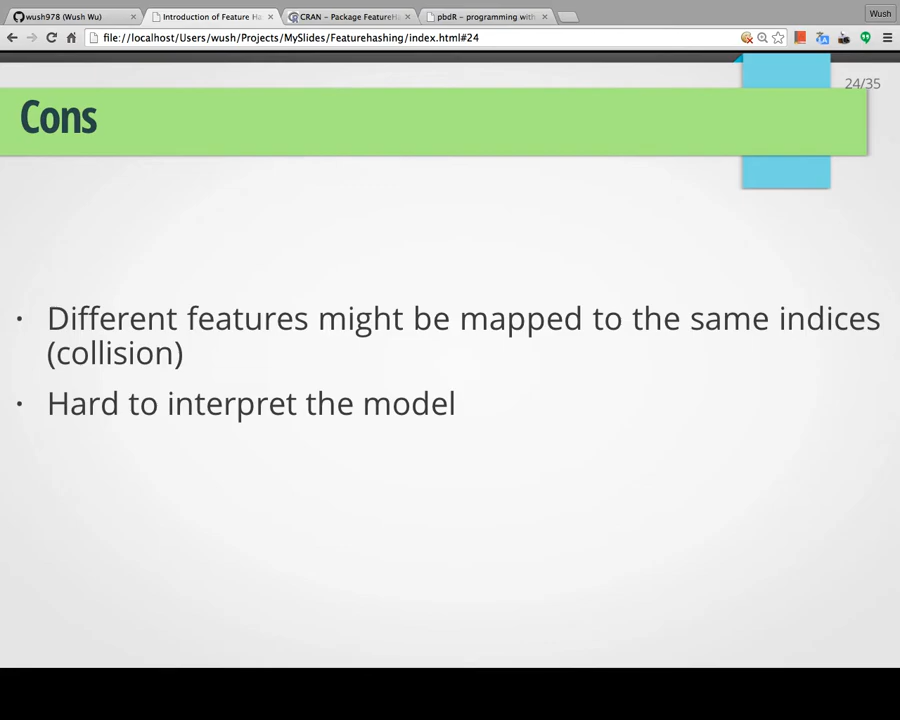 wush978 (Wush Wu)
Introduction of Feature Ha
CRAN - Package FeatureHa
pbdR - programming with
Wush
file://localhost/Users/wush/Projects/MySlides/Featurehashing/index.html#24
24/35
Cons
• Different features might be mapped to the same indices
(collision)
• Hard to interpret the model